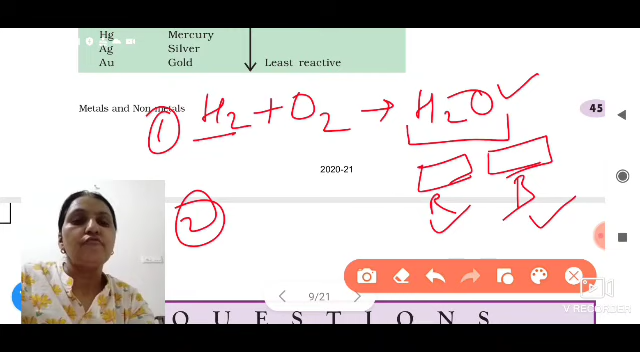 Hg Mercury
Ag Silver
Au Gold Least reactive
Metals and Non-metals 45
① H₂ + O₂ → H₂O ✓
2020-21
R ✓ B ✓
②
9/21
V RECORDER
QUESTIONS